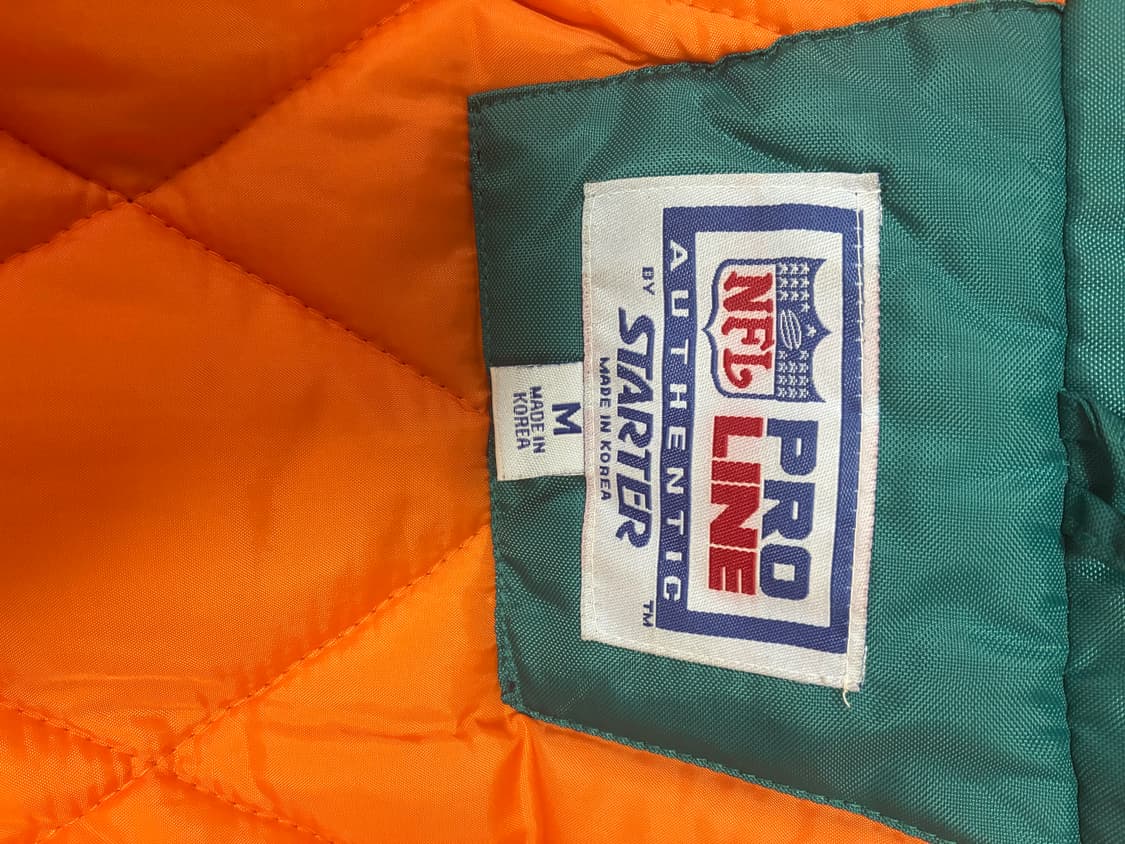 NFL
PRO
LINE
AUTHENTIC
BY STARTER ™
MADE IN KOREA
M
MADE IN
KOREA